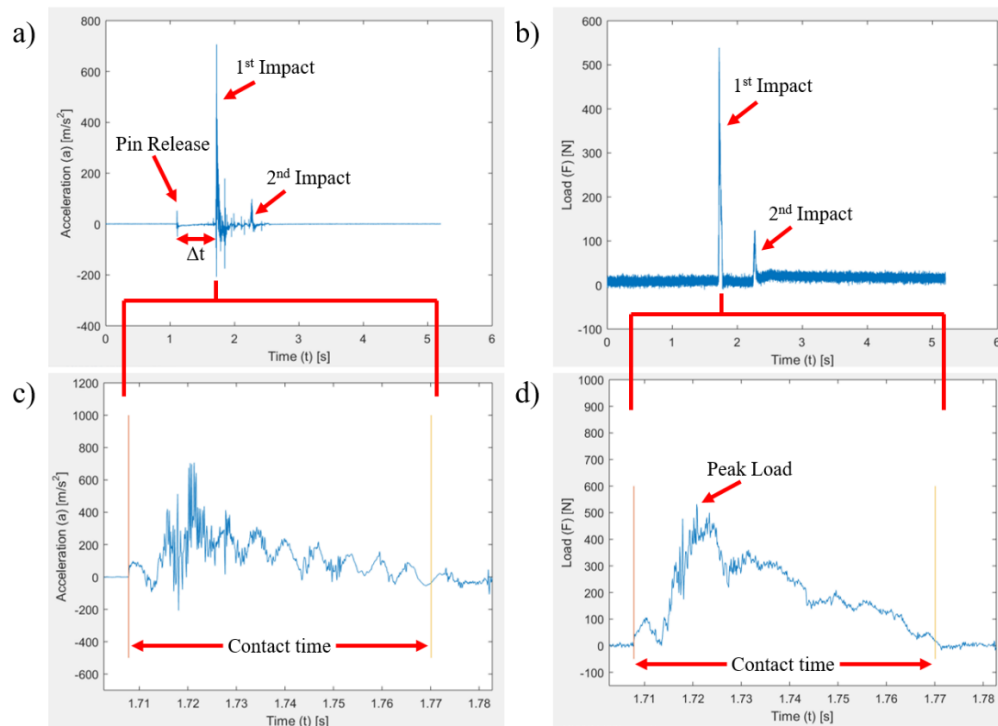 a)
800
600
400
200
0
-200
-400
Acceleration (a) [m/s²]
1st Impact
Pin Release
2nd Impact
Δt
0 1 2 3 4 5 6
Time (t) [s]
b)
600
500
400
300
200
100
0
-100
Load (F) [N]
1st Impact
2nd Impact
0 1 2 3 4 5 6
Time (t) [s]
c)
1200
1000
800
600
400
200
0
-200
-400
-600
Acceleration (a) [m/s²]
Contact time
1.71 1.72 1.73 1.74 1.75 1.76 1.77 1.78
Time (t) [s]
d)
1000
900
800
700
600
500
400
300
200
100
0
-100
Load (F) [N]
Peak Load
Contact time
1.71 1.72 1.73 1.74 1.75 1.76 1.77 1.78
Time (t) [s]